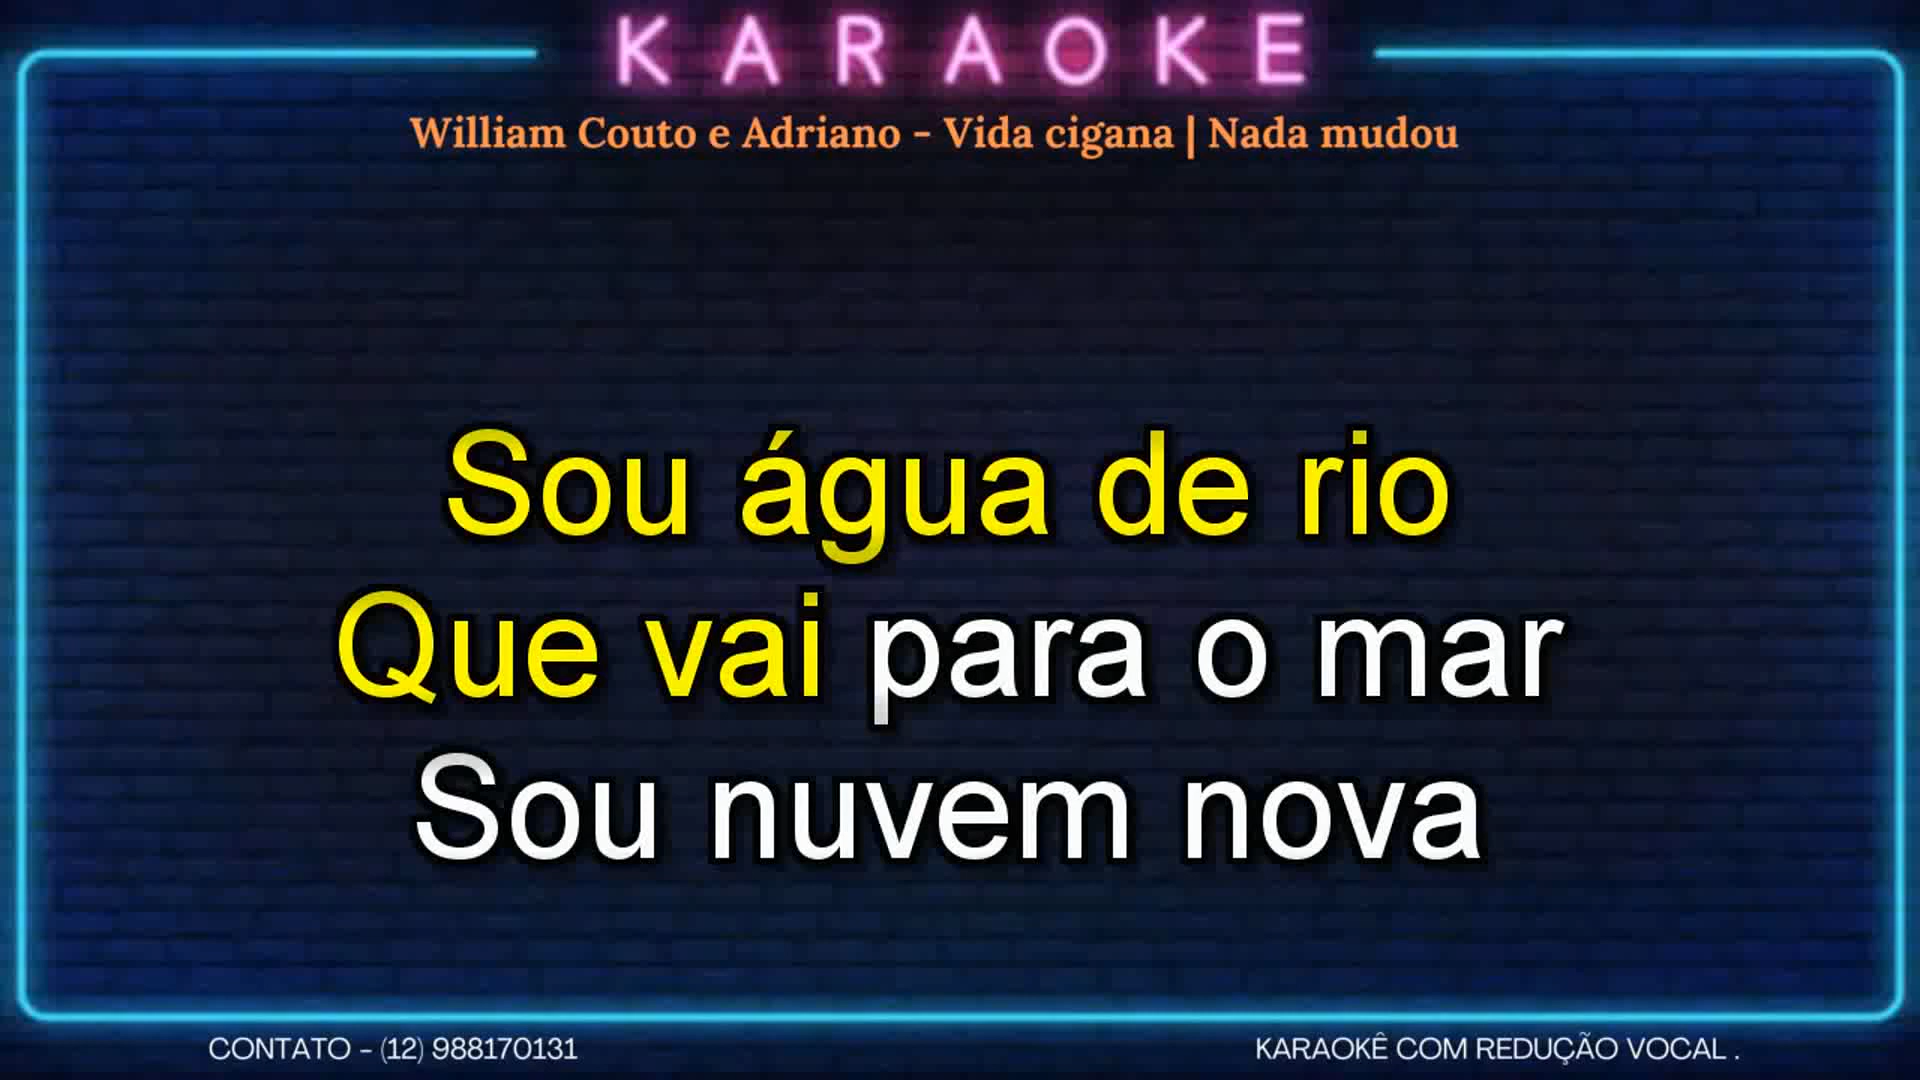 KARAOKE
William Couto e Adriano - Vida cigana | Nada mudou
Sou água de rio
Que vai para o mar
Sou nuvem nova
CONTATO - (12) 988170131
KARAOKÊ COM REDUÇÃO VOCAL .